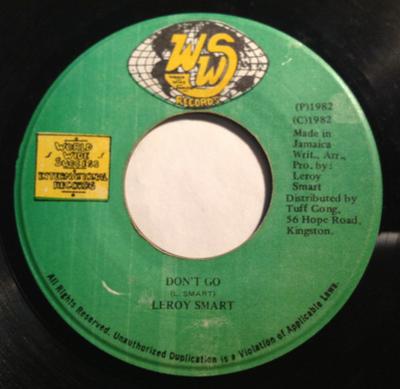 WWS
RECORDS
WORLD
WIDE
SUCCESS
INTERNATIONAL
RECORDS
(P)1982
(C)1982
Made in
Jamaica
Writ., Arr.,
Pro. by:
Leroy
Smart
Distributed by
Tuff Gong,
56 Hope Road,
Kingston.
DON'T GO
(L. SMART)
LEROY SMART
All Rights Reserved. Unauthorized Duplication is a Violation of Applicable Laws.